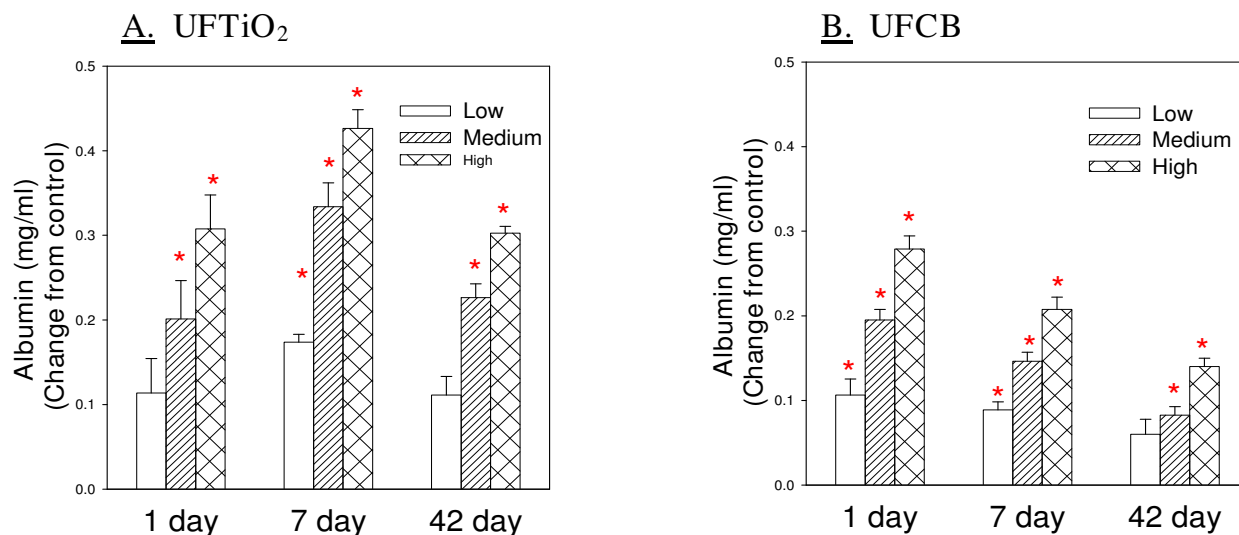 A. UFTiO₂
Albumin (mg/ml)
(Change from control)
0.5
0.4
0.3
0.2
0.1
0.0
Low
Medium
High
*
*
*
*
*
*
*
1 day
7 day
42 day
B. UFCB
Albumin (mg/ml)
(Change from control)
0.5
0.4
0.3
0.2
0.1
0.0
Low
Medium
High
*
*
*
*
*
*
*
*
1 day
7 day
42 day